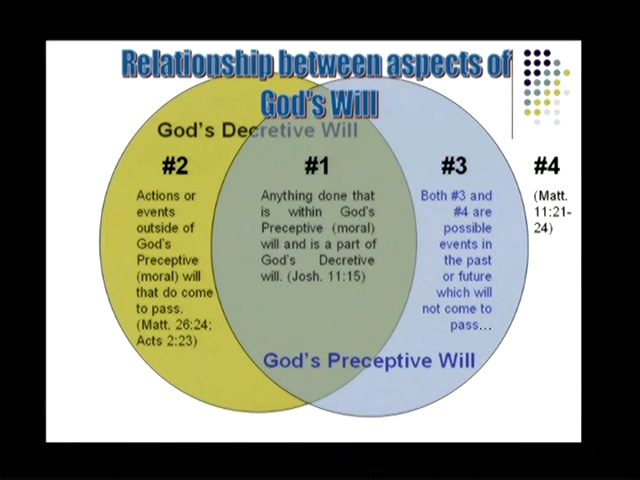 Relationship between aspects of
God's Will
God's Decretive Will
#2
Actions or
events
outside of
God's
Preceptive
(moral) will
that do come
to pass.
(Matt. 26:24;
Acts 2:23)
#1
Anything done that
is within God's
Preceptive (moral)
will and is a part of
God's Decretive
will. (Josh. 11:15)
#3
Both #3 and
#4 are
possible
events in
the past
or future
which will
not come to
pass…
#4
(Matt.
11:21-
24)
God's Preceptive Will